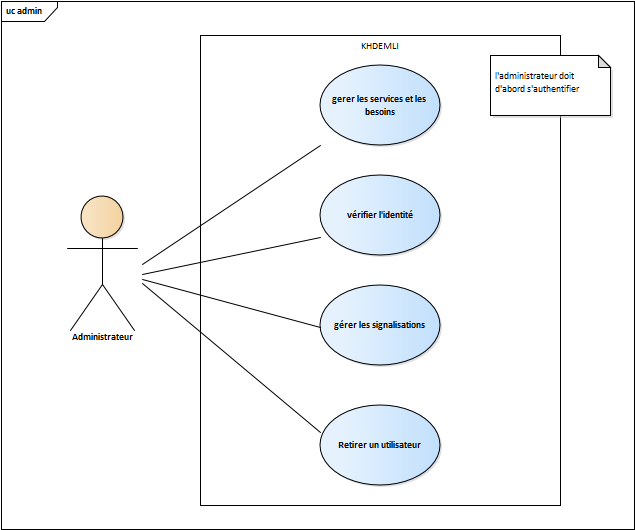 uc admin
KHDEMLI
l'administrateur doit
d'abord s'authentifier
gerer les services et les
besoins
vérifier l'identité
gérer les signalisations
Administrateur
Retirer un utilisateur